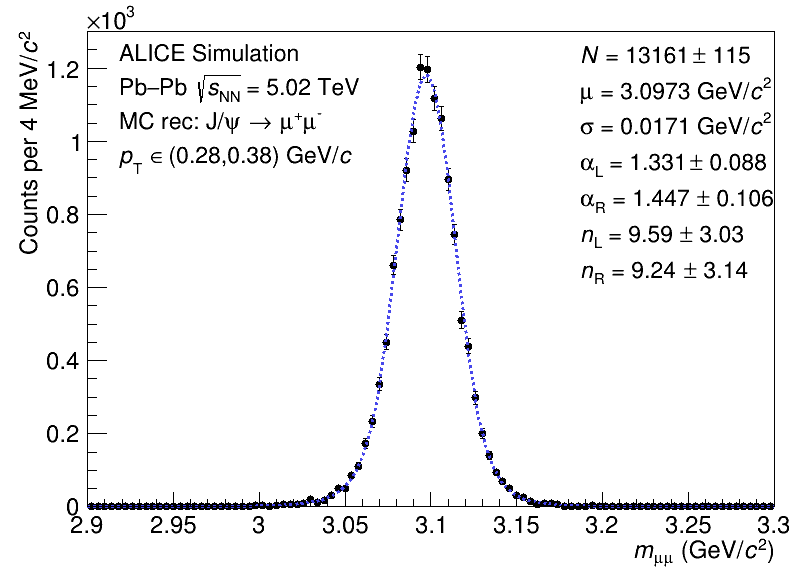 ×10³
Counts per 4 MeV/c²
ALICE Simulation
Pb–Pb √sNN = 5.02 TeV
MC rec: J/ψ → μ⁺μ⁻
pT ∈ (0.28,0.38) GeV/c
N = 13161 ± 115
μ = 3.0973 GeV/c²
σ = 0.0171 GeV/c²
αL = 1.331 ± 0.088
αR = 1.447 ± 0.106
nL = 9.59 ± 3.03
nR = 9.24 ± 3.14
1.2
1
0.8
0.6
0.4
0.2
0
2.9 2.95 3 3.05 3.1 3.15 3.2 3.25 3.3
mμμ (GeV/c²)